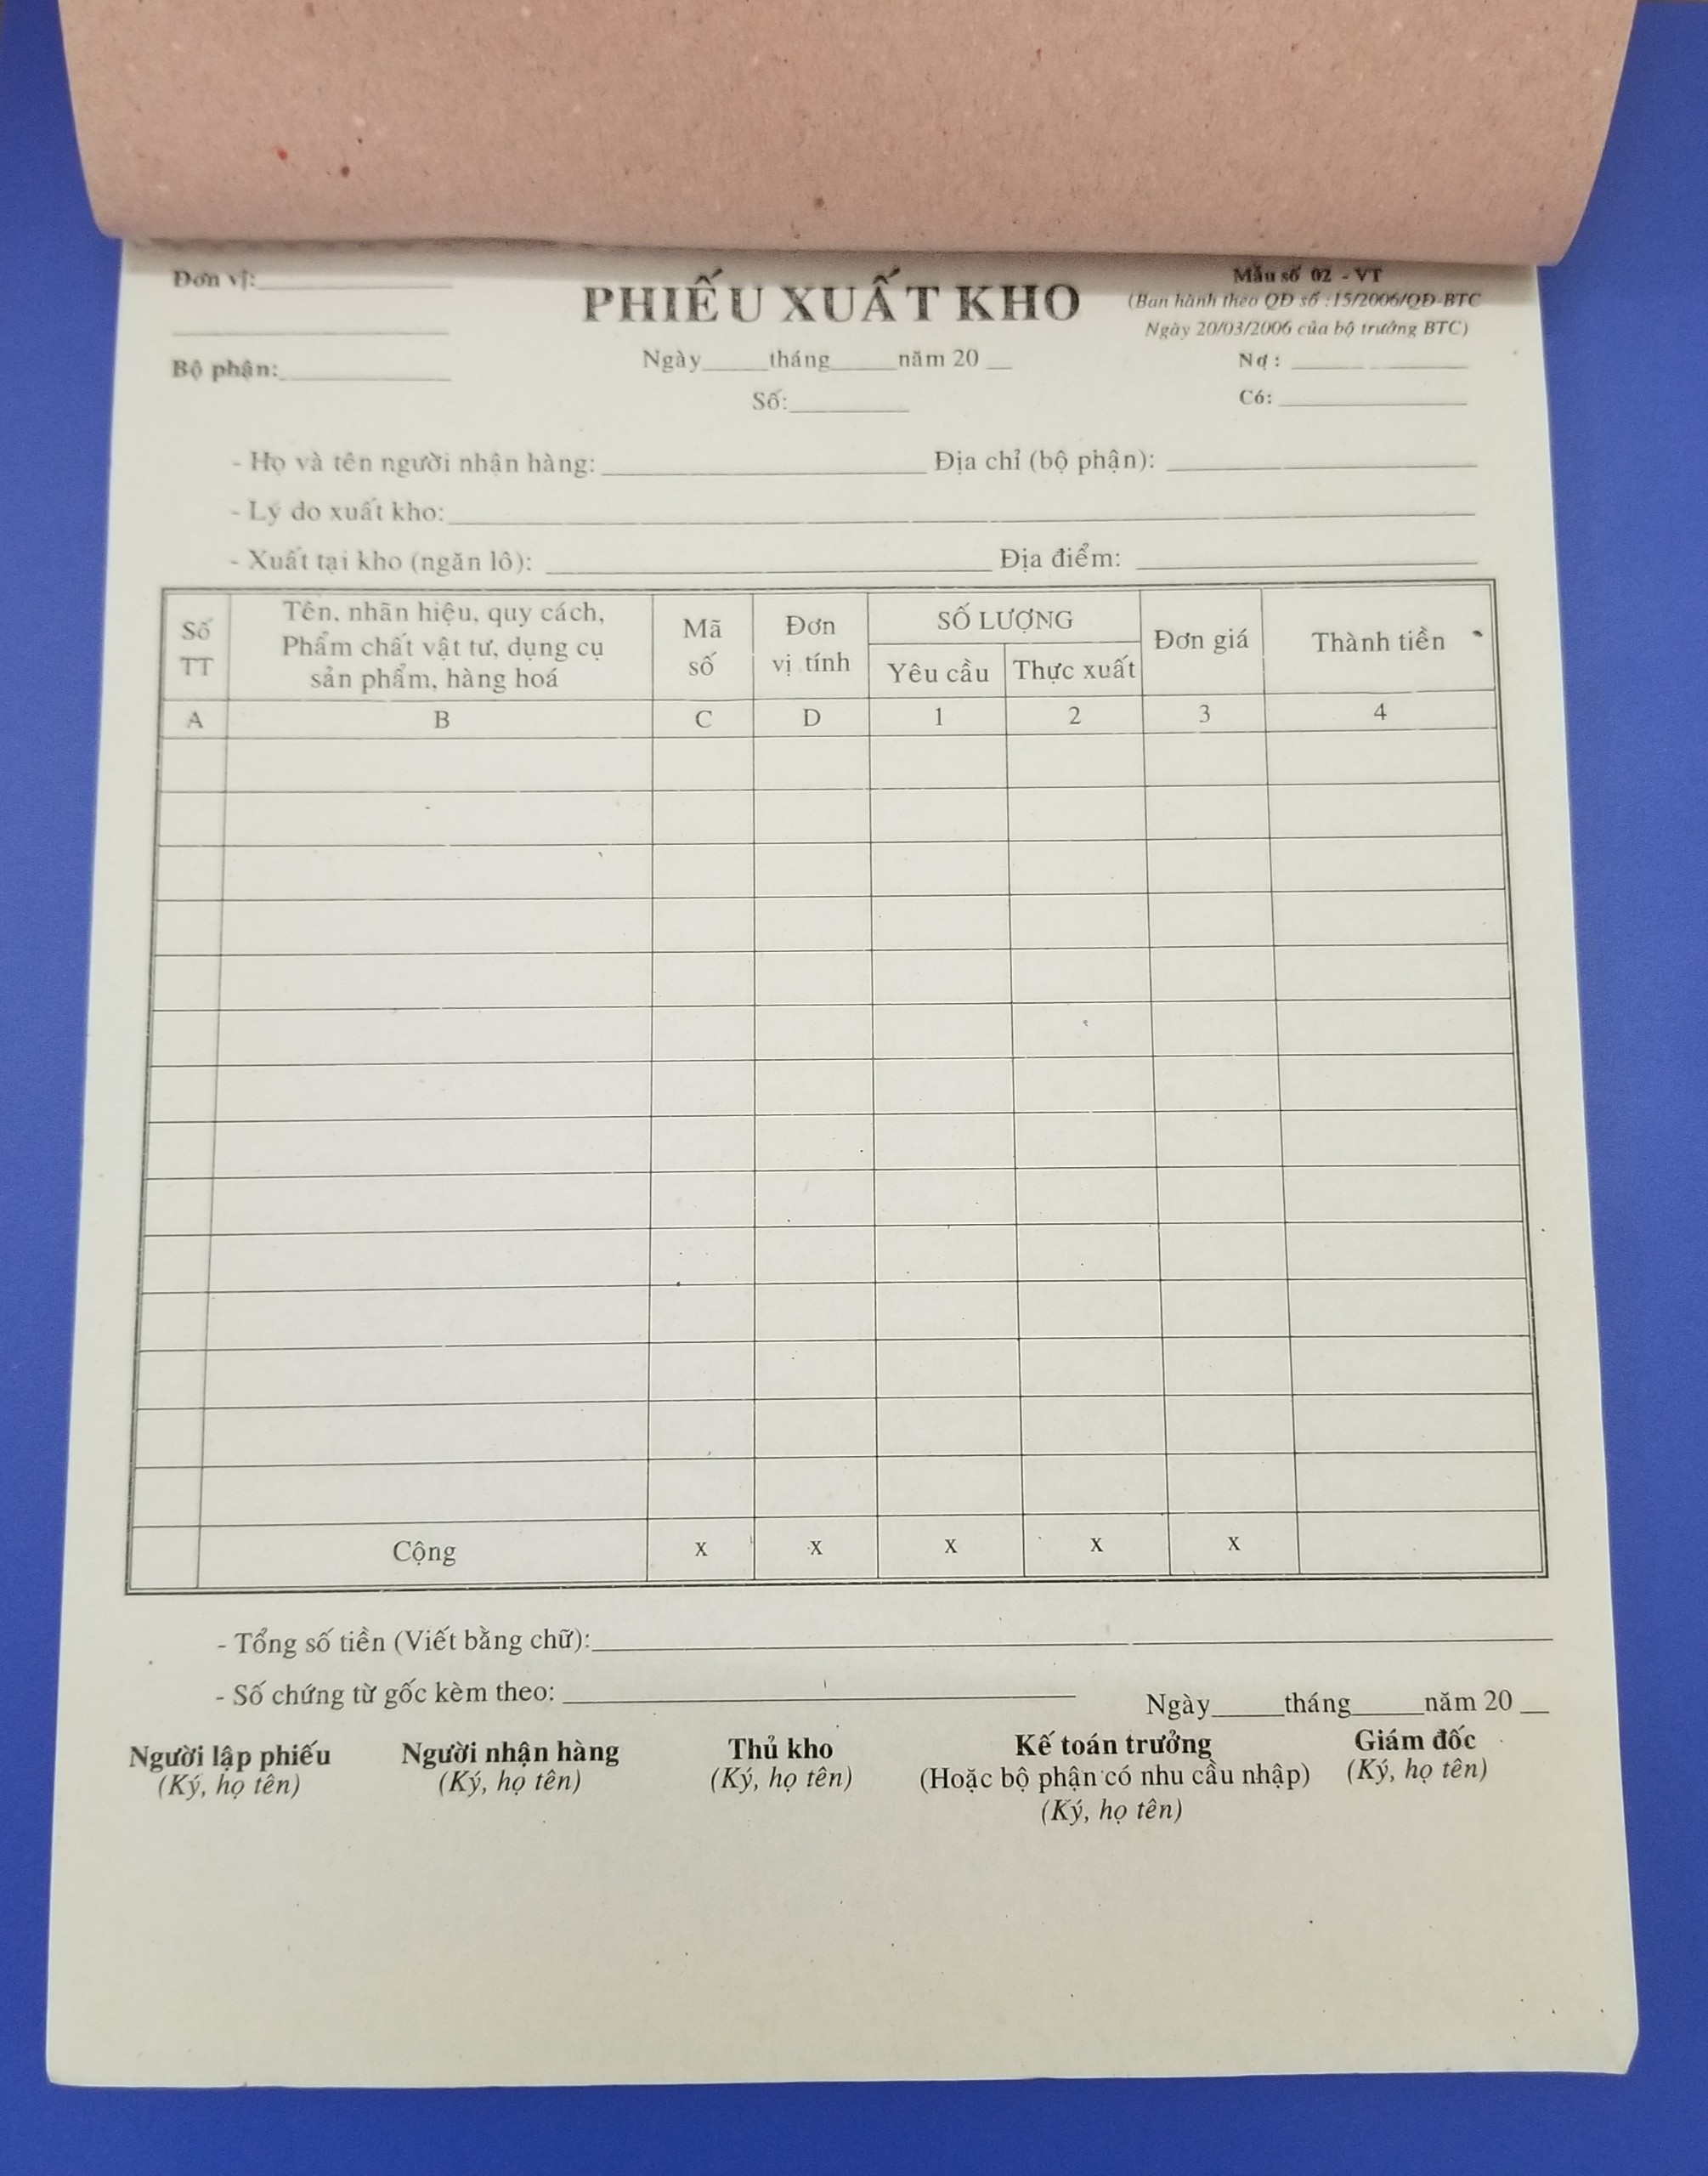 Đơn vị:
PHIẾU XUẤT KHO
Mẫu số 02 - VT
(Ban hành theo QĐ số :15/2006/QĐ-BTC
Ngày 20/03/2006 của bộ trưởng BTC)
Bộ phận:
Ngày tháng năm 20
Nợ :
Số:
Có:
- Họ và tên người nhận hàng: Địa chỉ (bộ phận):
- Lý do xuất kho:
- Xuất tại kho (ngăn lô): Địa điểm:
Số
TT
Tên, nhãn hiệu, quy cách,
Phẩm chất vật tư, dụng cụ
sản phẩm, hàng hoá
Mã
số
Đơn
vị tính
SỐ LƯỢNG
Yêu cầu
Thực xuất
Đơn giá
Thành tiền
A B C D 1 2 3 4
Cộng x x x x x
- Tổng số tiền (Viết bằng chữ):
- Số chứng từ gốc kèm theo:
Ngày tháng năm 20
Người lập phiếu
(Ký, họ tên)
Người nhận hàng
(Ký, họ tên)
Thủ kho
(Ký, họ tên)
Kế toán trưởng
(Hoặc bộ phận có nhu cầu nhập)
(Ký, họ tên)
Giám đốc
(Ký, họ tên)